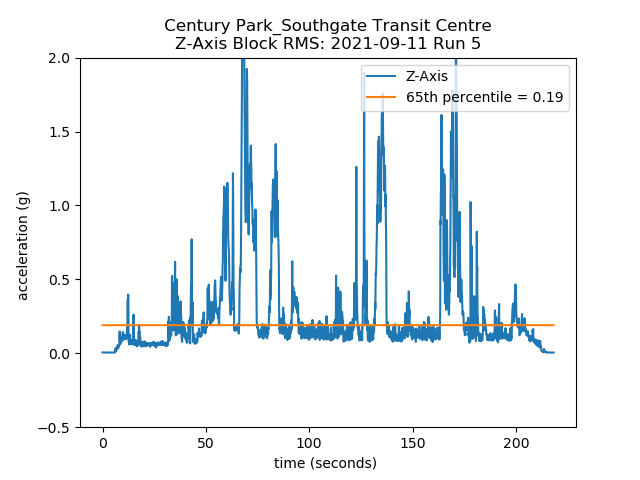 Century Park_Southgate Transit Centre
Z-Axis Block RMS: 2021-09-11 Run 5
2.0
1.5
1.0
0.5
0.0
−0.5
acceleration (g)
Z-Axis
65th percentile = 0.19
0
50
100
150
200
time (seconds)